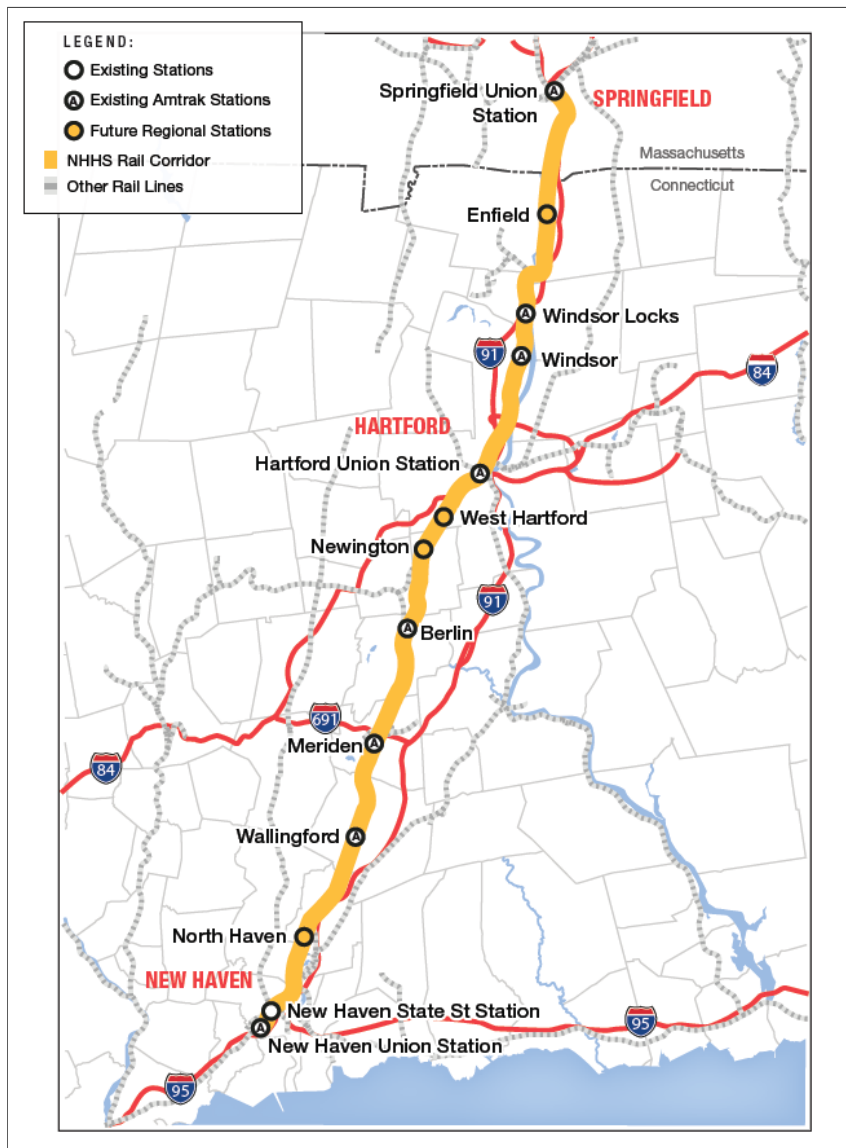 LEGEND:
Existing Stations
A Existing Amtrak Stations
Future Regional Stations
NHHS Rail Corridor
Other Rail Lines
Springfield Union
Station
A
SPRINGFIELD
Massachusetts
Connecticut
Enfield
A Windsor Locks
91
A Windsor
84
HARTFORD
Hartford Union Station A
West Hartford
Newington
91
A Berlin
691
Meriden A
84
Wallingford A
North Haven
NEW HAVEN
New Haven State St Station
A
New Haven Union Station
95
95